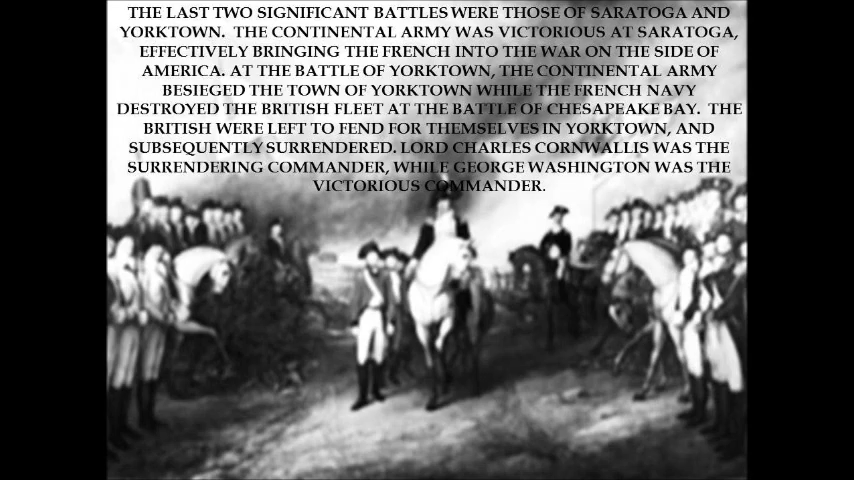 THE LAST TWO SIGNIFICANT BATTLES WERE THOSE OF SARATOGA AND
YORKTOWN. THE CONTINENTAL ARMY WAS VICTORIOUS AT SARATOGA,
EFFECTIVELY BRINGING THE FRENCH INTO THE WAR ON THE SIDE OF
AMERICA. AT THE BATTLE OF YORKTOWN, THE CONTINENTAL ARMY
BESIEGED THE TOWN OF YORKTOWN WHILE THE FRENCH NAVY
DESTROYED THE BRITISH FLEET AT THE BATTLE OF CHESAPEAKE BAY. THE
BRITISH WERE LEFT TO FEND FOR THEMSELVES IN YORKTOWN, AND
SUBSEQUENTLY SURRENDERED. LORD CHARLES CORNWALLIS WAS THE
SURRENDERING COMMANDER, WHILE GEORGE WASHINGTON WAS THE
VICTORIOUS COMMANDER.